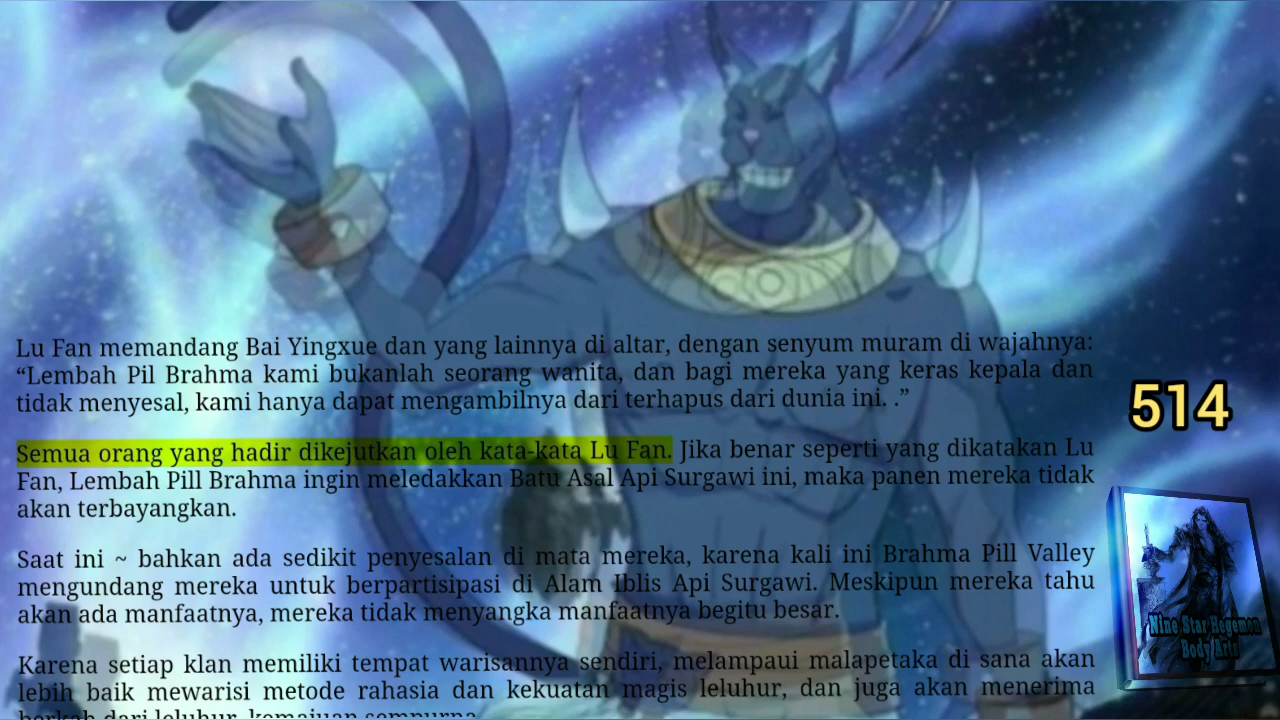 Lu Fan memandang Bai Yingxue dan yang lainnya di altar, dengan senyum muram di wajahnya:
“Lembah Pil Brahma kami bukanlah seorang wanita, dan bagi mereka yang keras kepala dan
tidak menyesal, kami hanya dapat mengambilnya dari terhapus dari dunia ini. .”
Semua orang yang hadir dikejutkan oleh kata-kata Lu Fan. Jika benar seperti yang dikatakan Lu
Fan, Lembah Pill Brahma ingin meledakkan Batu Asal Api Surgawi ini, maka panen mereka tidak
akan terbayangkan.
Saat ini ~ bahkan ada sedikit penyesalan di mata mereka, karena kali ini Brahma Pill Valley
mengundang mereka untuk berpartisipasi di Alam Iblis Api Surgawi. Meskipun mereka tahu
akan ada manfaatnya, mereka tidak menyangka manfaatnya begitu besar.
Karena setiap klan memiliki tempat warisannya sendiri, melampaui malapetaka di sana akan
lebih baik mewarisi metode rahasia dan kekuatan magis leluhur, dan juga akan menerima
berkah dari leluhur, kemajuan sempurna.
514
Nine Star Hegemon
Body Arts